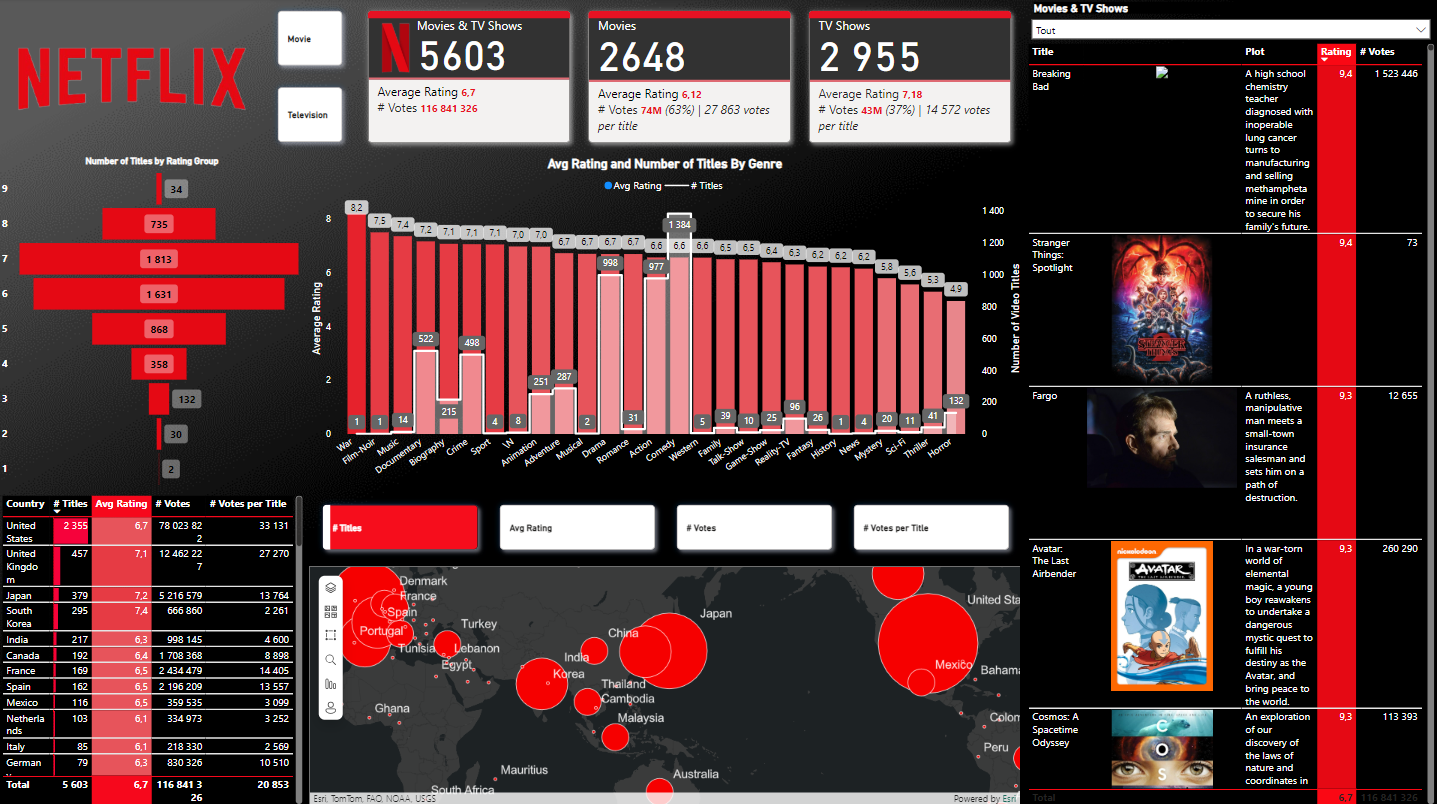 NETFLIX
Movie
Television
Movies & TV Shows
5603
Average Rating 6,7
# Votes 116 841 326
Movies
2648
Average Rating 6,12
# Votes 74M (63%) | 27 863 votes
per title
TV Shows
2 955
Average Rating 7,18
# Votes 43M (37%) | 14 572 votes
per title
Number of Titles by Rating Group
9
34
8
735
7
1 813
6
1 631
5
868
4
358
3
132
2
30
1
2
Avg Rating and Number of Titles By Genre
Avg Rating
# Titles
Average Rating
8
6
4
2
0
8,2
7,5
7,4
7,2
7,1
7,1
7,1
7,0
7,0
6,7
6,7
6,7
6,7
6,6
6,6
6,6
6,5
6,5
6,4
6,3
6,2
6,2
6,2
5,8
5,6
5,3
4,9
1
1
14
522
215
498
4
8
251
287
2
998
31
977
1 384
5
39
10
25
96
26
1
4
20
11
41
132
1 400
1 200
1 000
800
600
400
200
0
Number of Video Titles
War
Film-Noir
Music
Documentary
Biography
Crime
Sport
\N
Animation
Adventure
Musical
Drama
Romance
Action
Comedy
Western
Family
Talk-Show
Game-Show
Reality-TV
Fantasy
History
News
Mystery
Sci-Fi
Thriller
Horror
Country # Titles Avg Rating # Votes # Votes per Title
United 2 355 6,7 78 023 82 33 131
States 2
United 457 7,1 12 462 22 27 270
Kingdo 7
m
Japan 379 7,2 5 216 579 13 764
South 295 7,4 666 860 2 261
Korea
India 217 6,3 998 145 4 600
Canada 192 6,4 1 708 368 8 898
France 169 6,5 2 434 479 14 405
Spain 162 6,5 2 196 209 13 557
Mexico 116 6,5 359 535 3 099
Netherla 103 6,1 334 973 3 252
nds
Italy 85 6,1 218 330 2 569
German 79 6,3 830 326 10 510
Total 5 603 6,7 116 841 3 20 853
26
# Titles
Avg Rating
# Votes
# Votes per Title
Denmark
France
Spain
Portugal
Turkey
Tunisia
Lebanon
Egypt
Ghana
Mauritius
South Africa
Japan
China
India
Korea
Thailand
Cambodia
Malaysia
Australia
United Sta
Mexico
Bahama
Colom
Peru
Esri, TomTom, FAO, NOAA, USGS
Powered by Esri
Movies & TV Shows
Tout
Title Plot Rating # Votes
Breaking
Bad
A high school
chemistry
teacher
diagnosed with
inoperable
lung cancer
turns to
manufacturing
and selling
methampheta
mine in order
to secure his
family's future.
9,4
1 523 446
Stranger
Things:
Spotlight
STRANGER
THINGS
2
9,4
73
Fargo
A ruthless,
manipulative
man meets a
small-town
insurance
salesman and
sets him on a
path of
destruction.
9,3
12 655
Avatar:
The Last
Airbender
nickelodeon
AVATAR
THE LAST AIRBENDER
In a war-torn
world of
elemental
magic, a young
boy reawakens
to undertake a
dangerous
mystic quest to
fulfill his
destiny as the
Avatar, and
bring peace to
the world.
9,3
260 290
Cosmos: A
Spacetime
Odyssey
C
O
S
An exploration
of our
discovery of
the laws of
nature and
coordinates in
9,3
113 393
Total 6,7 116 841 326